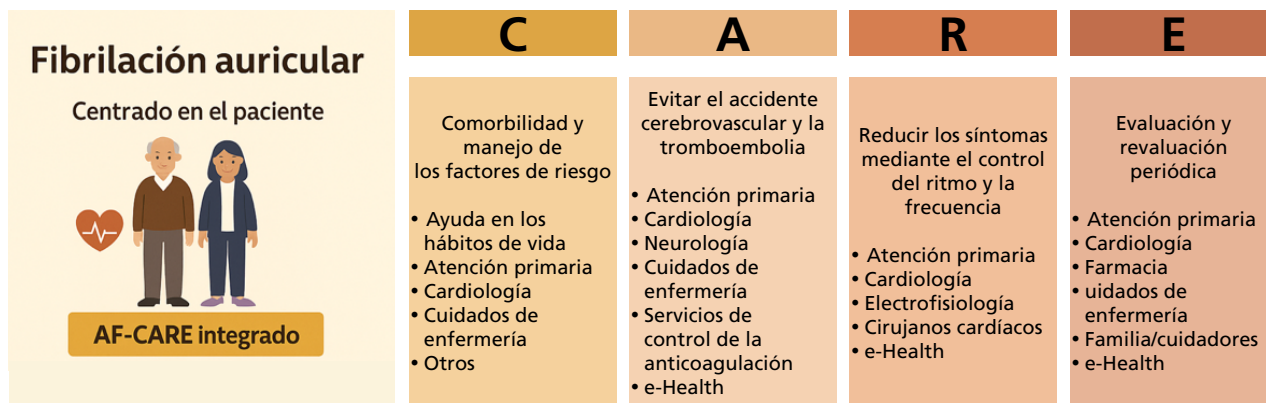 Fibrilación auricular
Centrado en el paciente
AF-CARE integrado
C
Comorbilidad y
manejo de
los factores de riesgo
• Ayuda en los
hábitos de vida
• Atención primaria
• Cardiología
• Cuidados de
enfermería
• Otros
A
Evitar el accidente
cerebrovascular y la
tromboembolia
• Atención primaria
• Cardiología
• Neurología
• Cuidados de
enfermería
• Servicios de
control de la
anticoagulación
• e-Health
R
Reducir los síntomas
mediante el control
del ritmo y la
frecuencia
• Atención primaria
• Cardiología
• Electrofisiología
• Cirujanos cardíacos
• e-Health
E
Evaluación y
revaluación
periódica
• Atención primaria
• Cardiología
• Farmacia
• uidados de
enfermería
• Familia/cuidadores
• e-Health